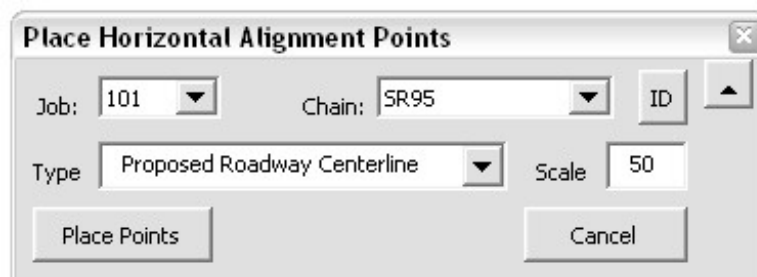 Place Horizontal Alignment Points
Job: 101 Chain: SR95 ID
Type Proposed Roadway Centerline Scale 50
Place Points Cancel